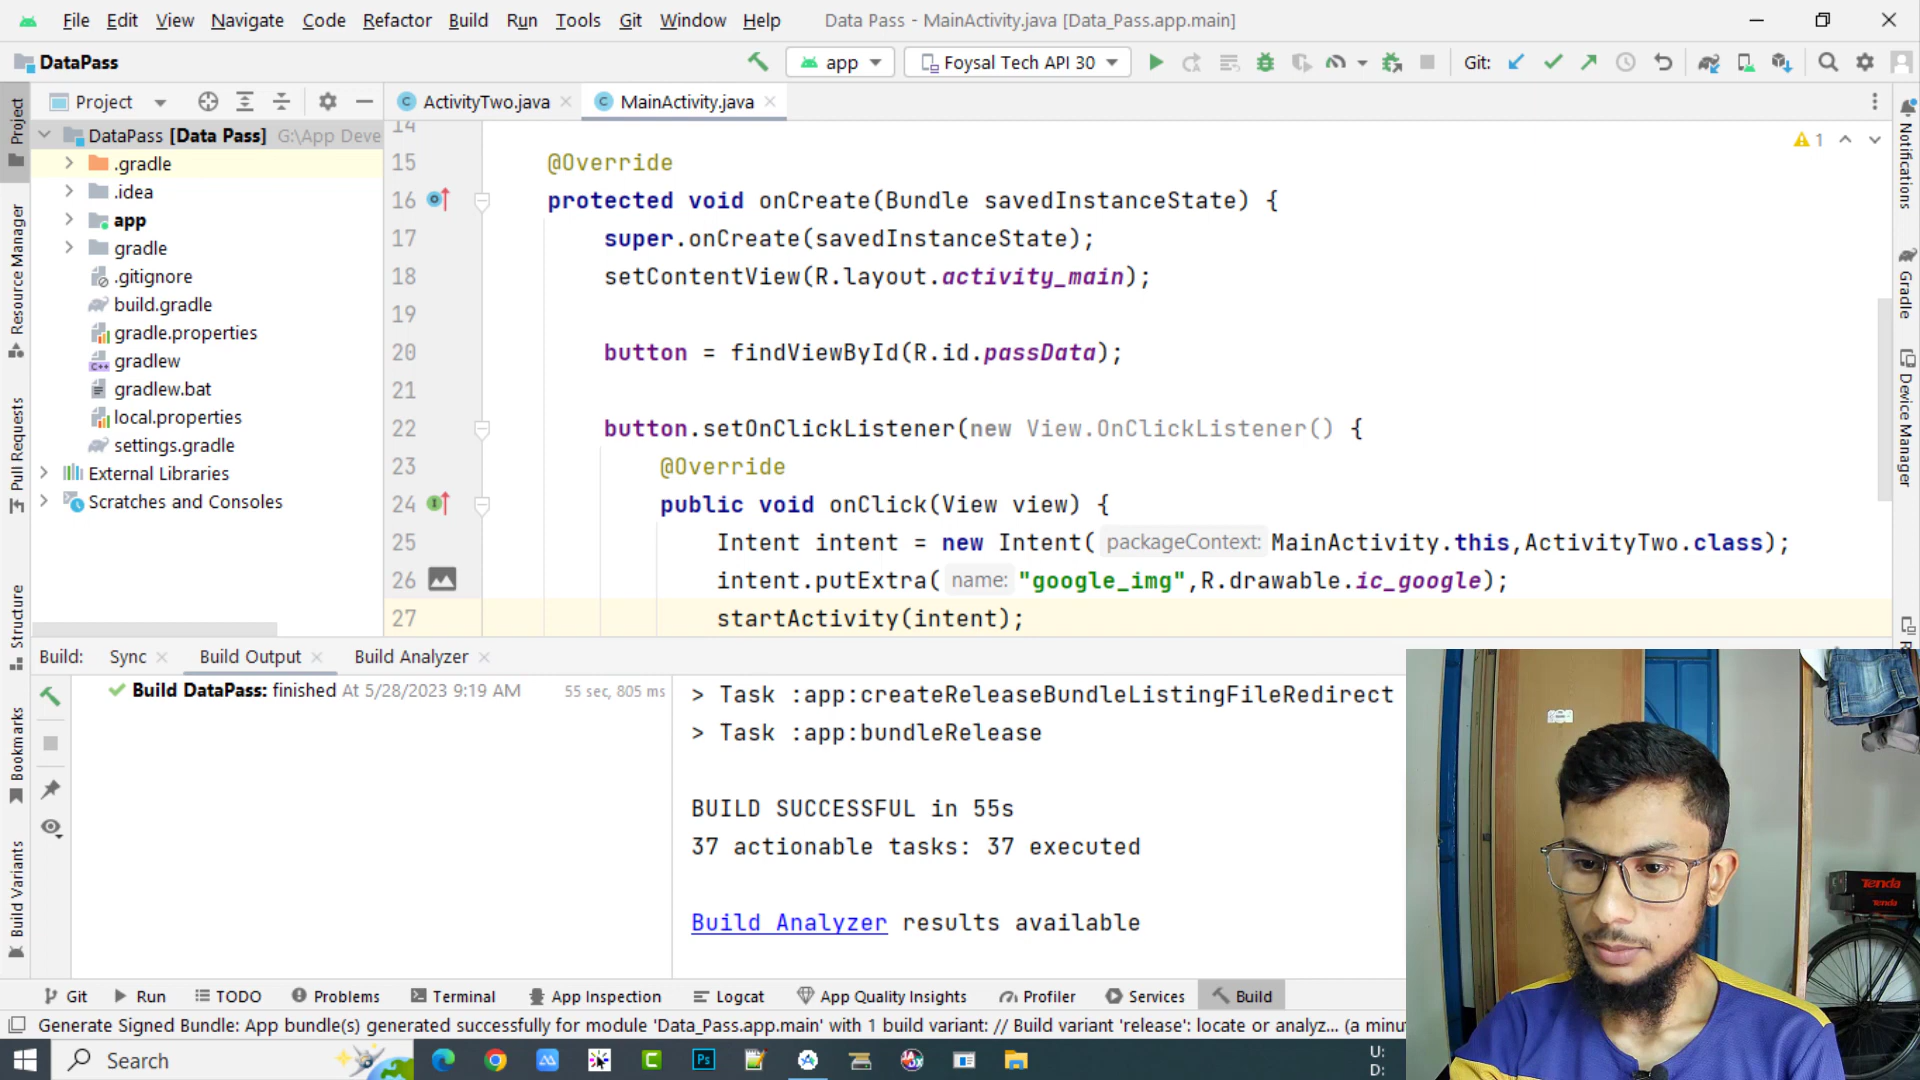 File Edit View Navigate Code Refactor Build Run Tools Git Window Help Data Pass - MainActivity.java [Data_Pass.app.main]
DataPass app Foysal Tech API 30 Git:
Project ActivityTwo.java MainActivity.java
DataPass [Data Pass] G:\App Deve
.gradle
.idea
app
gradle
.gitignore
build.gradle
gradle.properties
gradlew
gradlew.bat
local.properties
settings.gradle
External Libraries
Scratches and Consoles
Project
Resource Manager
Pull Requests
Structure
Bookmarks
Build Variants
14
15 @Override
16 protected void onCreate(Bundle savedInstanceState) {
17 super.onCreate(savedInstanceState);
18 setContentView(R.layout.activity_main);
19
20 button = findViewById(R.id.passData);
21
22 button.setOnClickListener(new View.OnClickListener() {
23 @Override
24 public void onClick(View view) {
25 Intent intent = new Intent( packageContext: MainActivity.this,ActivityTwo.class);
26 intent.putExtra( name: "google_img",R.drawable.ic_google);
27 startActivity(intent);
1
Notifications
Gradle
Device Manager
Build: Sync Build Output Build Analyzer
Build DataPass: finished At 5/28/2023 9:19 AM 55 sec, 805 ms
> Task :app:createReleaseBundleListingFileRedirect
> Task :app:bundleRelease
BUILD SUCCESSFUL in 55s
37 actionable tasks: 37 executed
Build Analyzer results available
Tenda
Tenda
Git Run TODO Problems Terminal App Inspection Logcat App Quality Insights Profiler Services Build
Generate Signed Bundle: App bundle(s) generated successfully for module 'Data_Pass.app.main' with 1 build variant: // Build variant 'release': locate or analyz... (a minu
Search
Ps
U:
D: